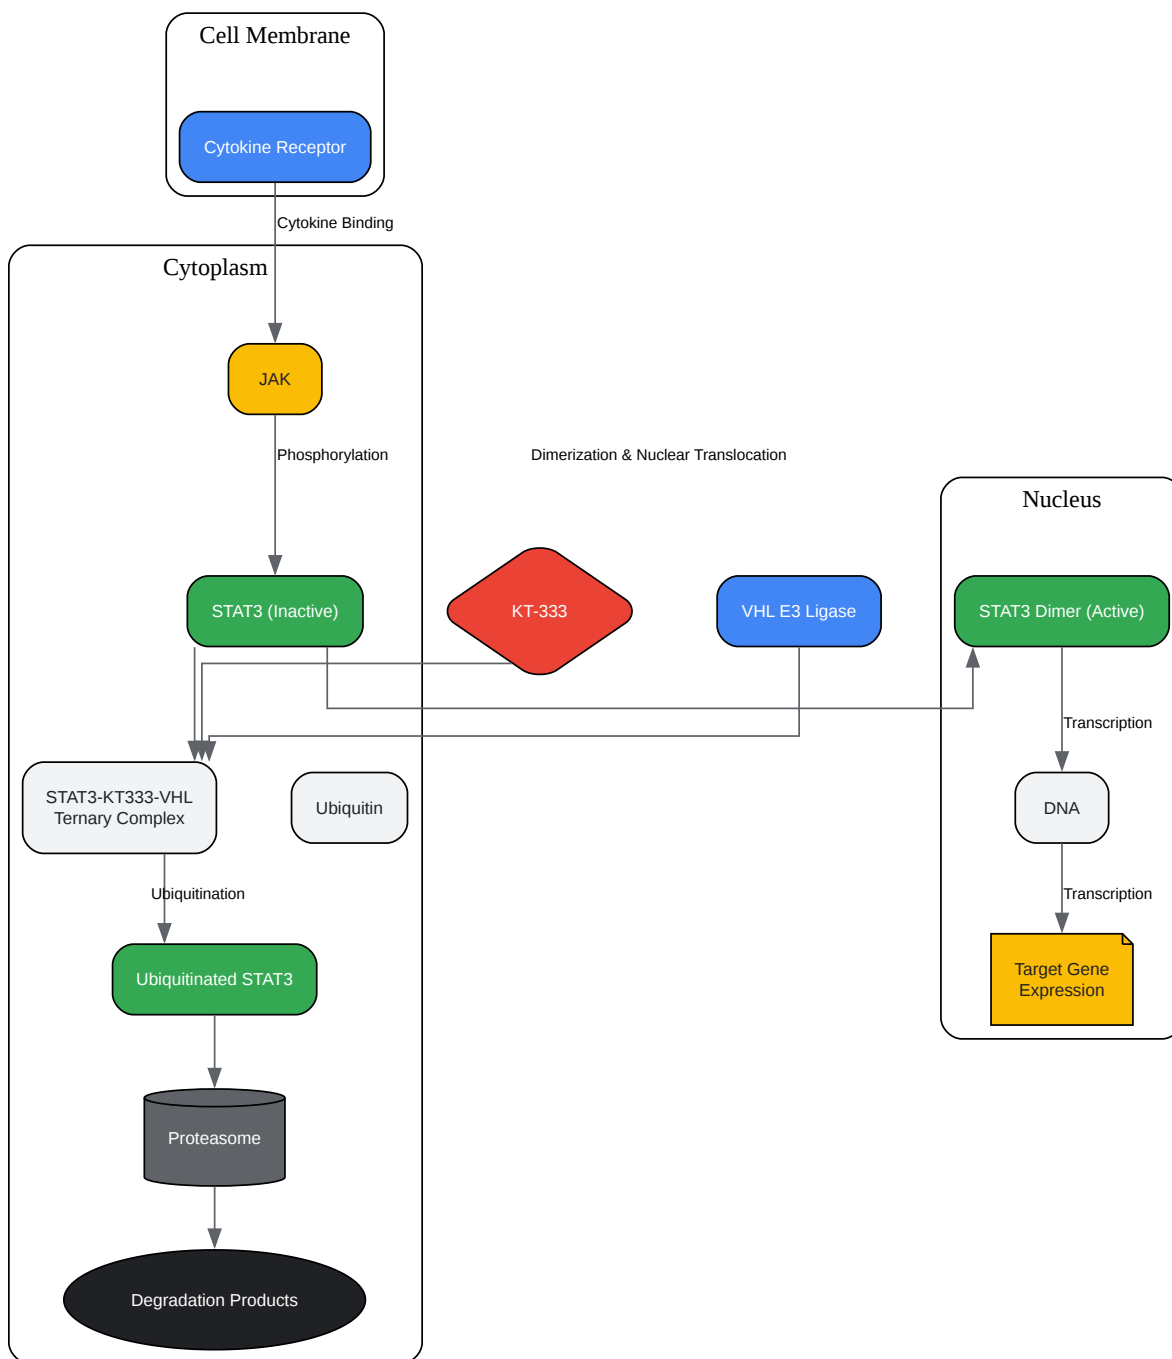 Cell Membrane
Cytokine Receptor
Cytokine Binding
Cytoplasm
JAK
Phosphorylation
Dimerization & Nuclear Translocation
Nucleus
STAT3 (Inactive)
KT-333
VHL E3 Ligase
STAT3 Dimer (Active)
Transcription
STAT3-KT333-VHL
Ternary Complex
Ubiquitin
DNA
Ubiquitination
Transcription
Ubiquitinated STAT3
Target Gene
Expression
Proteasome
Degradation Products